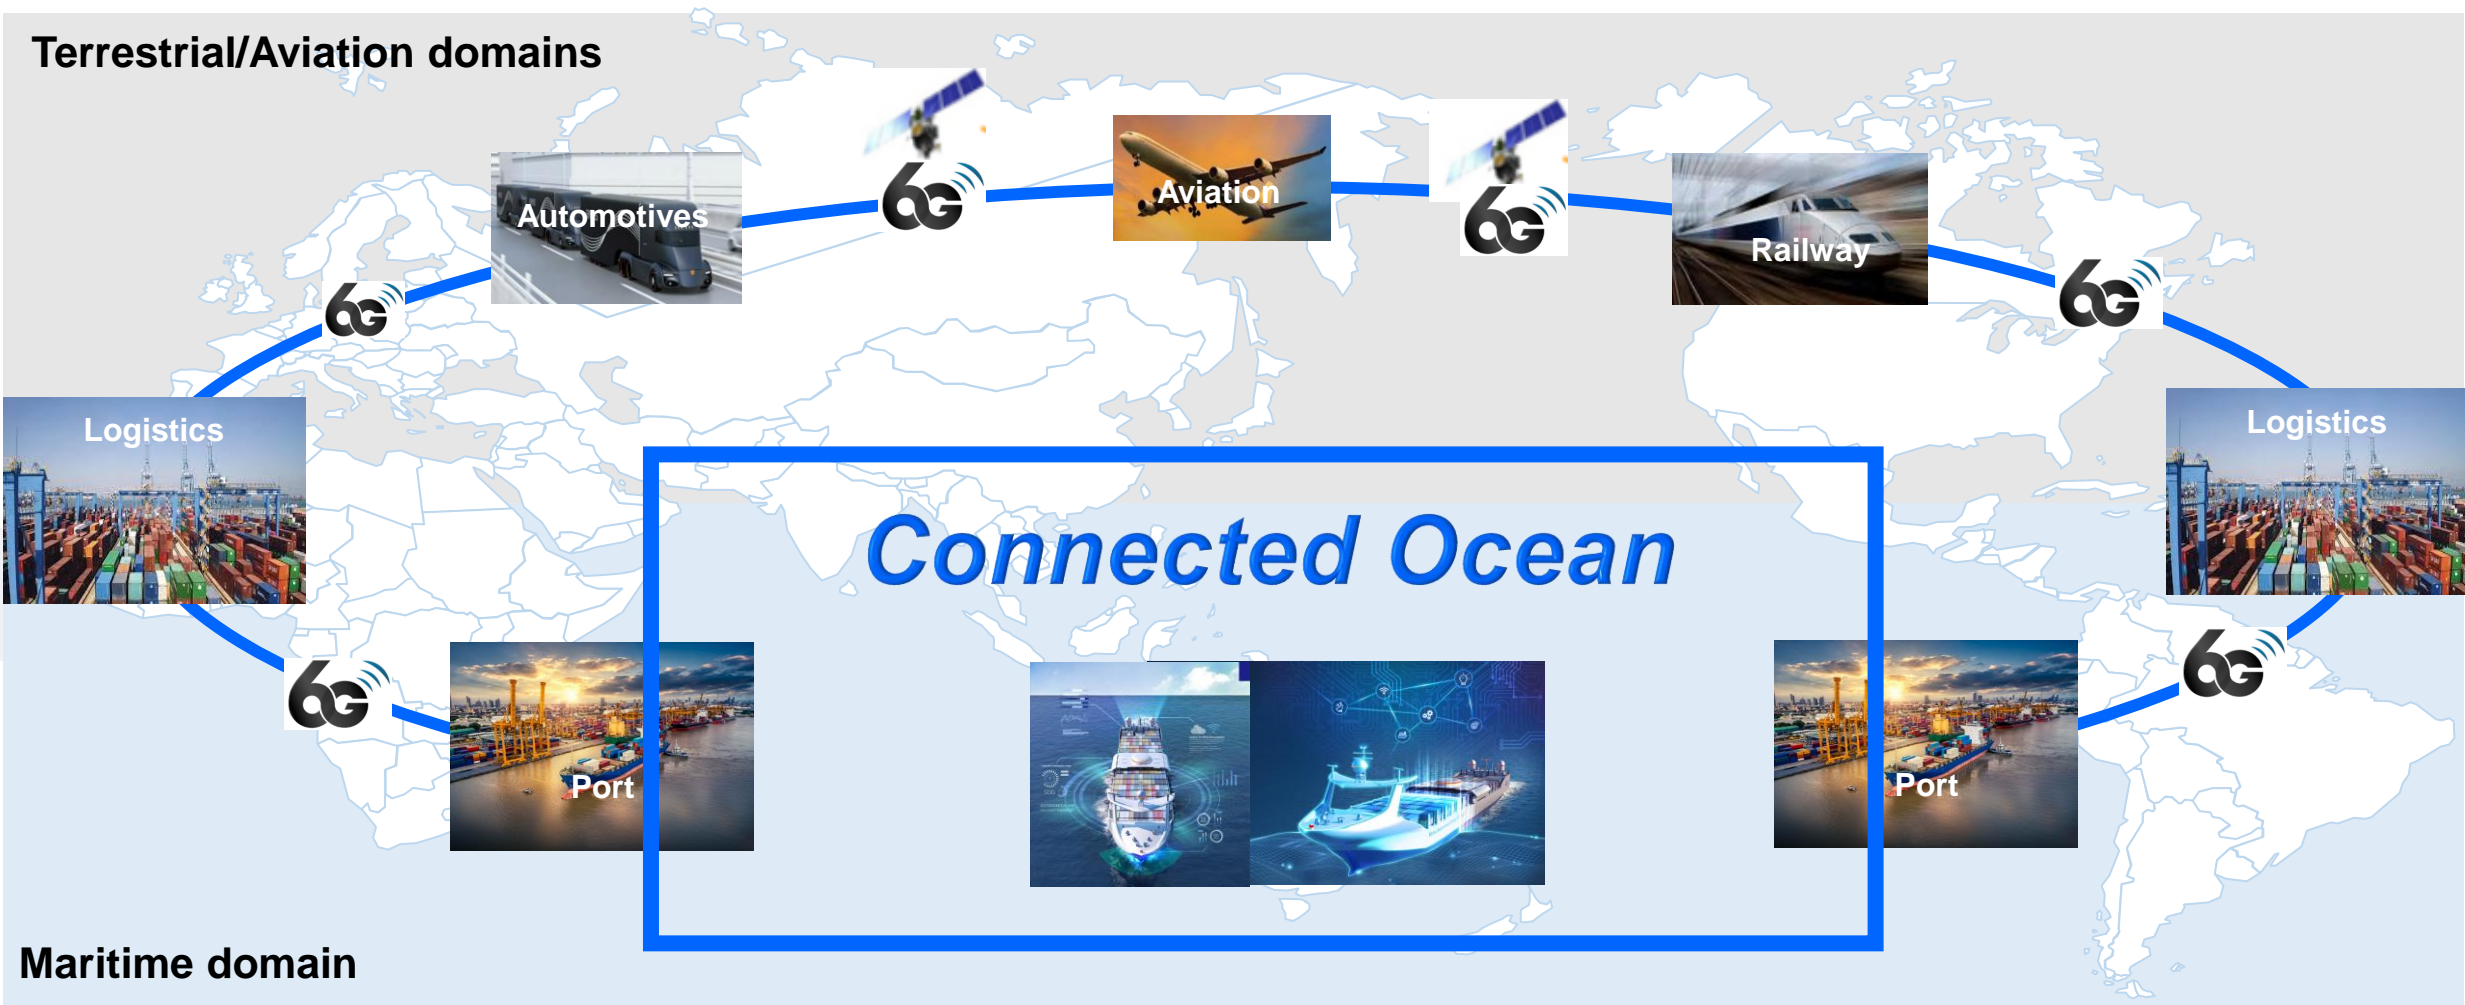 Terrestrial/Aviation domains
6G
6G
Aviation
Automotives
6G
Railway
6G
Logistics
Logistics
Connected Ocean
6G
6G
Port
Port
Maritime domain